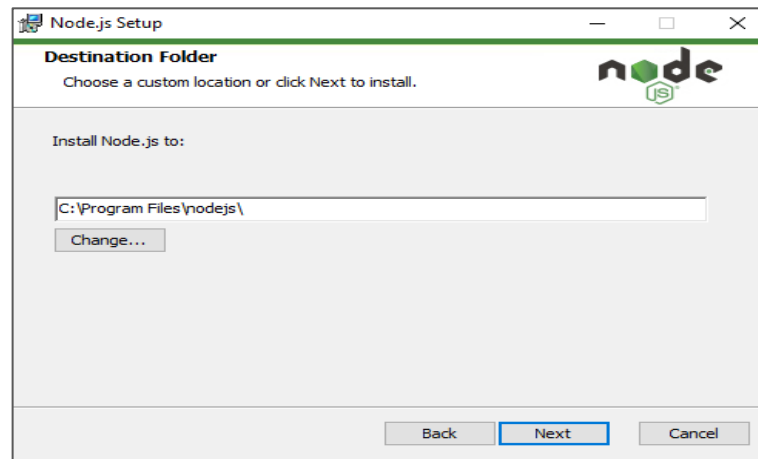 Node.js Setup
Destination Folder
Choose a custom location or click Next to install.
node
JS
Install Node.js to:
C:\Program Files\nodejs\
Change...
Back
Next
Cancel